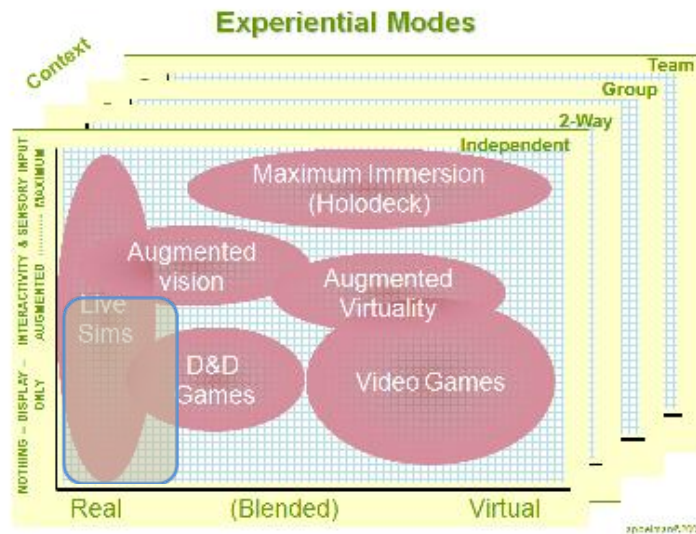 Experiential Modes
Context
Team
Group
2-Way
Independent
NOTHING – DISPLAY – INTERACTIVITY & SENSORY INPUT
ONLY AUGMENTED ......... MAXIMUM
Maximum Immersion
(Holodeck)
Augmented
vision
Augmented
Virtuality
Live
Sims
D&D
Games
Video Games
Real
(Blended)
Virtual